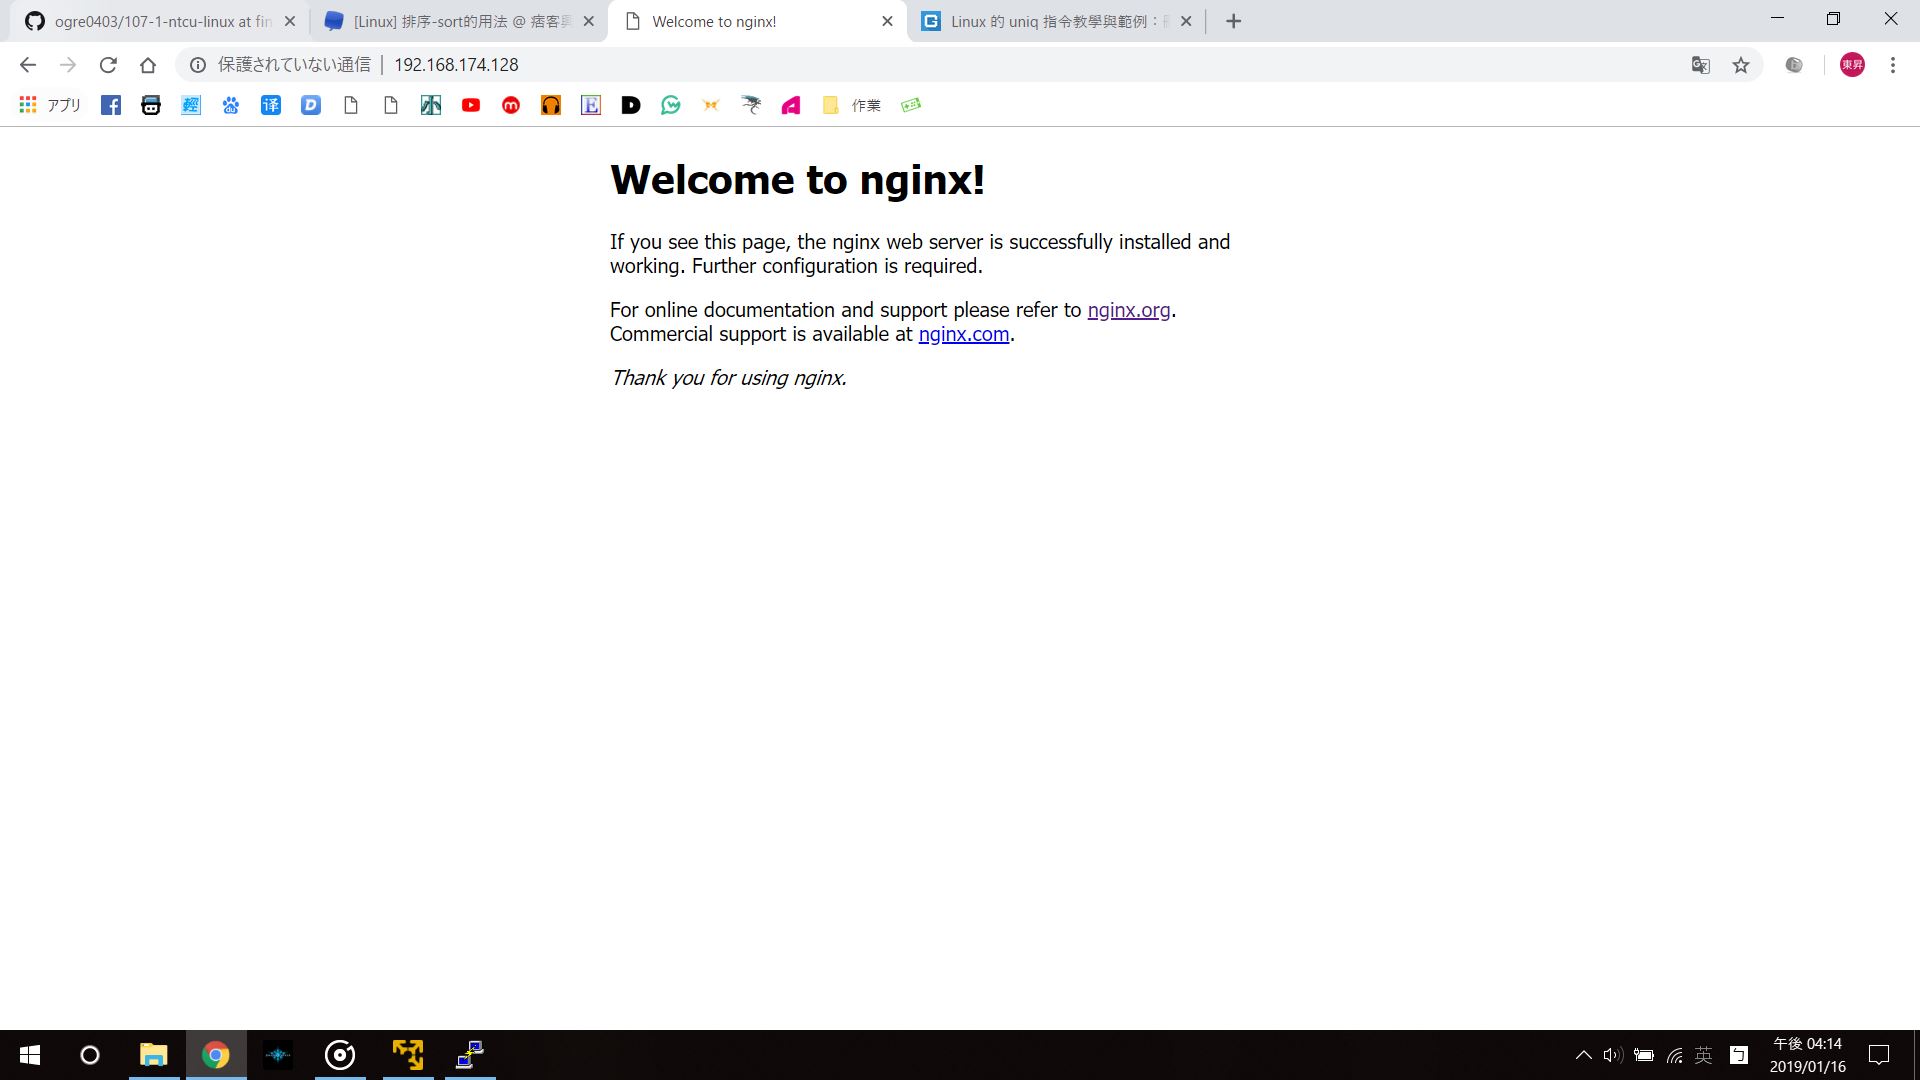 ogre0403/107-1-ntcu-linux at fin
[Linux] 排序-sort的用法 @ 痞客
Welcome to nginx!
Linux 的 uniq 指令教學與範例：
保護されていない通信 | 192.168.174.128
東昇
アプリ
作業
Welcome to nginx!
If you see this page, the nginx web server is successfully installed and
working. Further configuration is required.
For online documentation and support please refer to nginx.org.
Commercial support is available at nginx.com.
Thank you for using nginx.
英
午後 04:14
2019/01/16